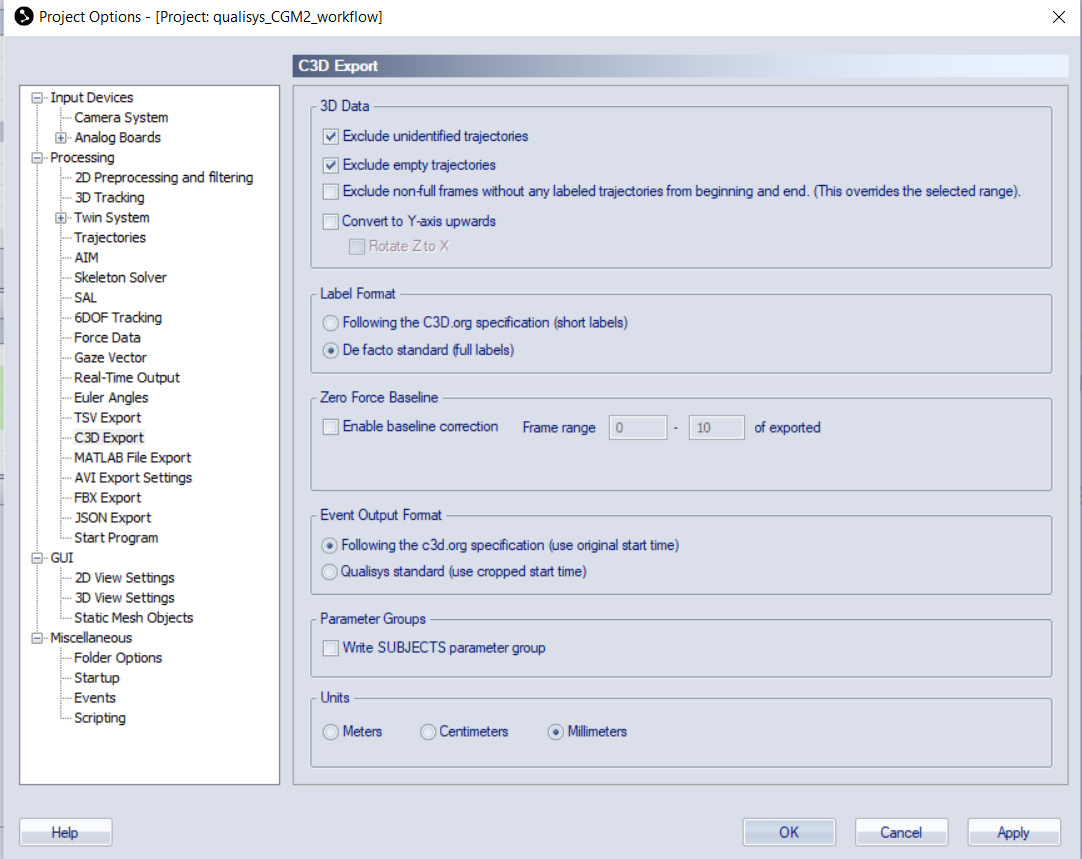 Project Options - [Project: qualisys_CGM2_workflow]
C3D Export
Input Devices
Camera System
Analog Boards
Processing
2D Preprocessing and filtering
3D Tracking
Twin System
Trajectories
AIM
Skeleton Solver
SAL
6DOF Tracking
Force Data
Gaze Vector
Real-Time Output
Euler Angles
TSV Export
C3D Export
MATLAB File Export
AVI Export Settings
FBX Export
JSON Export
Start Program
GUI
2D View Settings
3D View Settings
Static Mesh Objects
Miscellaneous
Folder Options
Startup
Events
Scripting
3D Data
Exclude unidentified trajectories
Exclude empty trajectories
Exclude non-full frames without any labeled trajectories from beginning and end. (This overrides the selected range).
Convert to Y-axis upwards
Rotate Z to X
Label Format
Following the C3D.org specification (short labels)
De facto standard (full labels)
Zero Force Baseline
Enable baseline correction Frame range 0 - 10 of exported
Event Output Format
Following the c3d.org specification (use original start time)
Qualisys standard (use cropped start time)
Parameter Groups
Write SUBJECTS parameter group
Units
Meters Centimeters Millimeters
Help OK Cancel Apply